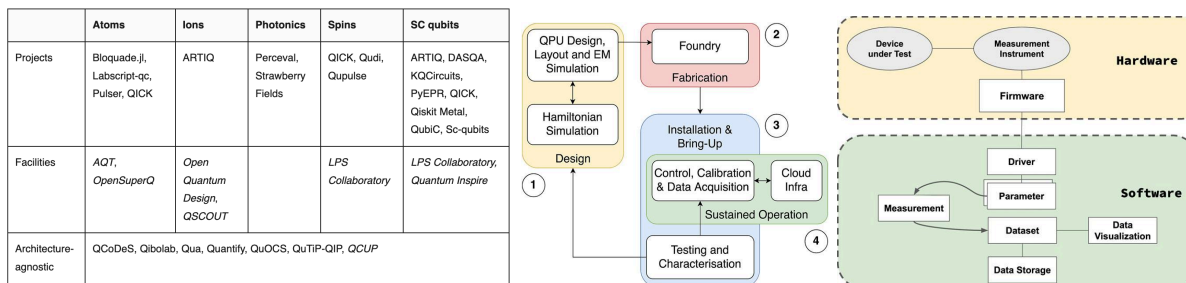 Atoms Ions Photonics Spins SC qubits
Projects Bloquade.jl, ARTIQ Perceval, QICK, Qudi, ARTIQ, DASQA,
Labscript-qc, Strawberry Qupulse KQCircuits,
Pulser, QICK Fields PyEPR, QICK,
Qiskit Metal,
QubiC, Sc-qubits
Facilities AQT, Open LPS LPS Collaboratory,
OpenSuperQ Quantum Collaboratory Quantum Inspire
Design,
QSCOUT
Architecture- QCoDeS, Qibolab, Qua, Quantify, QuOCS, QuTiP-QIP, QCUP
agnostic
QPU Design,
Layout and EM
Simulation
Hamiltonian
Simulation
Design
1
Foundry
Fabrication
2
Installation &
Bring-Up
3
Control, Calibration
& Data Acquisition
Cloud
Infra
Sustained Operation
4
Testing and
Characterisation
Device
under Test
Measurement
Instrument
Hardware
Firmware
Driver
Parameter
Software
Measurement
Dataset
Data
Visualization
Data Storage